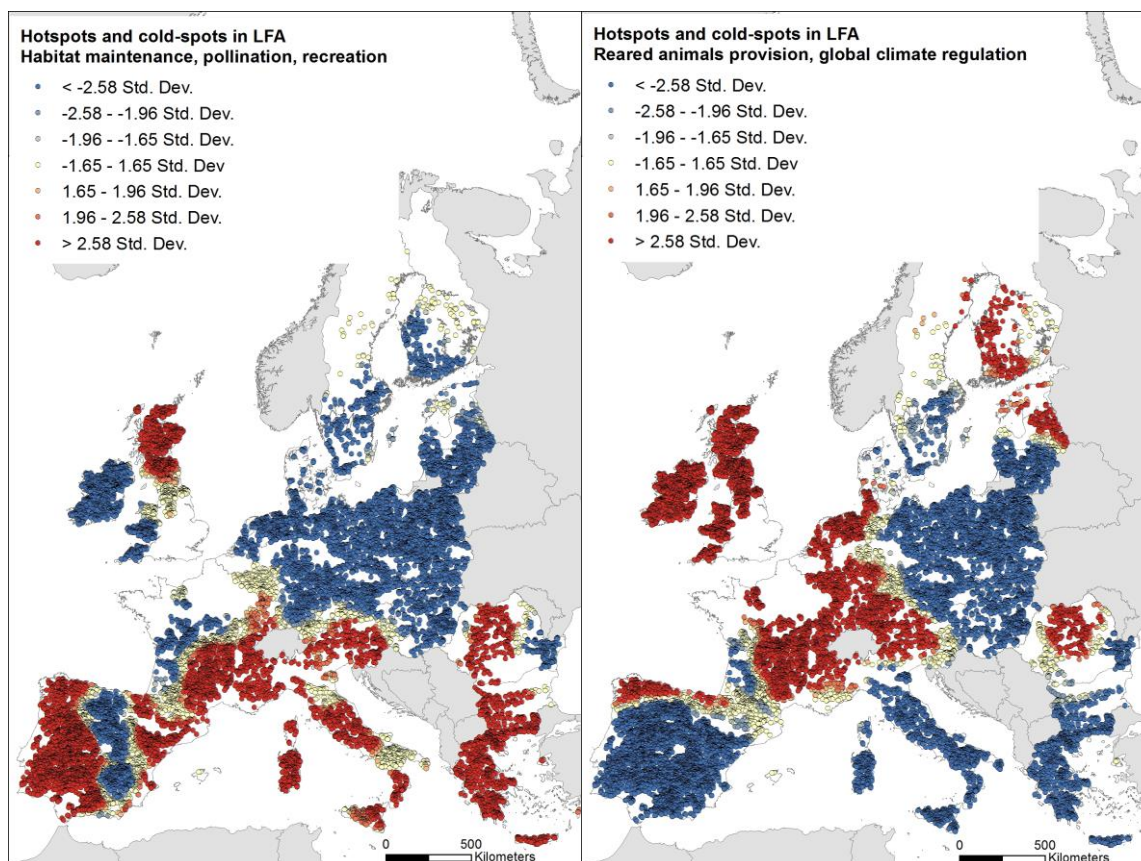 Hotspots and cold-spots in LFA
Habitat maintenance, pollination, recreation
< -2.58 Std. Dev.
-2.58 - -1.96 Std. Dev.
-1.96 - -1.65 Std. Dev.
-1.65 - 1.65 Std. Dev
1.65 - 1.96 Std. Dev.
1.96 - 2.58 Std. Dev.
> 2.58 Std. Dev.
0 500
Kilometers
Hotspots and cold-spots in LFA
Reared animals provision, global climate regulation
< -2.58 Std. Dev.
-2.58 - -1.96 Std. Dev.
-1.96 - -1.65 Std. Dev.
-1.65 - 1.65 Std. Dev.
1.65 - 1.96 Std. Dev.
1.96 - 2.58 Std. Dev.
> 2.58 Std. Dev.
0 500
Kilometers